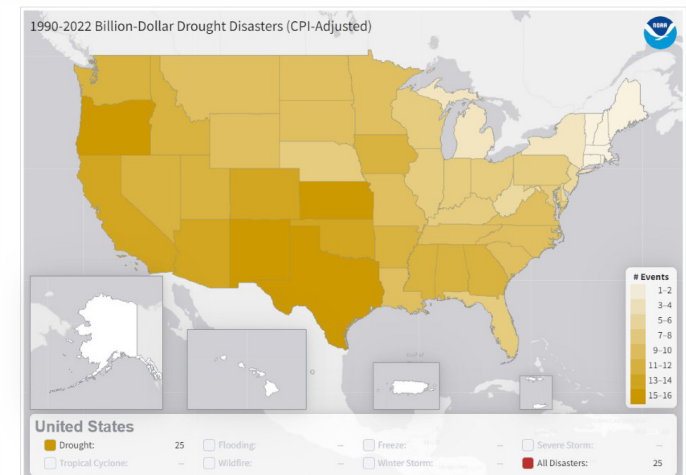 1990-2022 Billion-Dollar Drought Disasters (CPI-Adjusted)
NOAA
# Events
1-2
3-4
5-6
7-8
9-10
11-12
13-14
15-16
United States
Drought: 25 Flooding: -- Freeze: -- Severe Storm: --
Tropical Cyclone: -- Wildfire: -- Winter Storm: -- All Disasters: 25